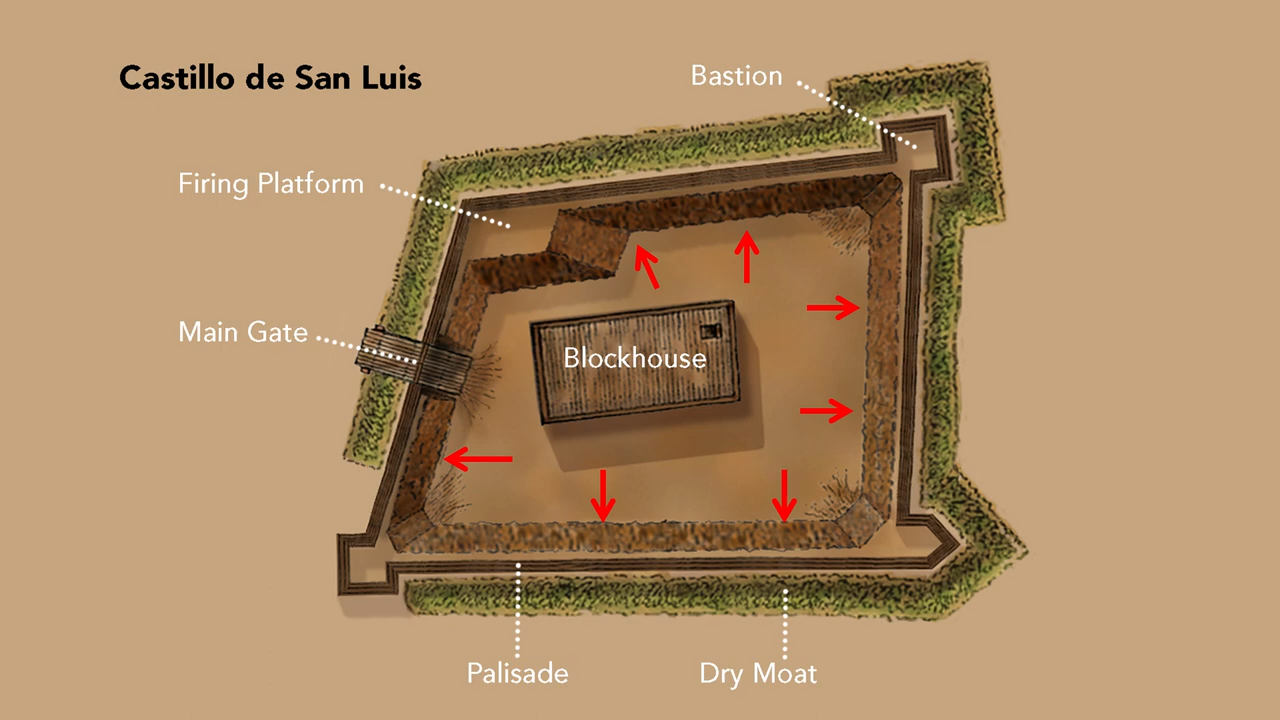 Castillo de San Luis
Bastion
Firing Platform
Main Gate
Blockhouse
Palisade
Dry Moat